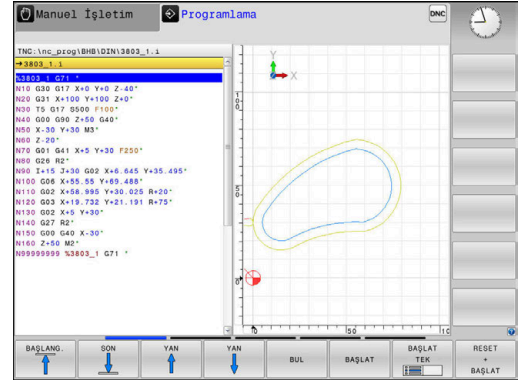 Manuel İşletim
Programlama
DNC
TNC:\nc_prog\BHB\DIN\3803_1.i
→3803_1.i
%3803_1 G71 *
N10 G30 G17 X+0 Y+0 Z-40*
N20 G31 X+100 Y+100 Z+0*
N30 T5 G17 S500 F100*
N40 G00 G90 Z+50 G40*
N50 X-30 Y+30 M3*
N60 Z-20*
N70 G01 G41 X+5 Y+30 F250*
N80 G26 R2*
N90 I+15 J+30 G02 X+6.645 Y+35.495*
N100 G06 X+55.55 Y+69.488*
N110 G02 X+58.995 Y+30.025 R+20*
N120 G03 X+19.732 Y+21.191 R+75*
N130 G02 X+5 Y+30*
N140 G27 R2*
N150 G00 G40 X-30*
N160 Z+50 M2*
N99999999 %3803_1 G71 *
Y
X
100
50
0
0
50
10
BAŞLANG.
SON
YAN
YAN
BUL
BAŞLAT
BAŞLAT
TEK
RESET
+
BAŞLAT